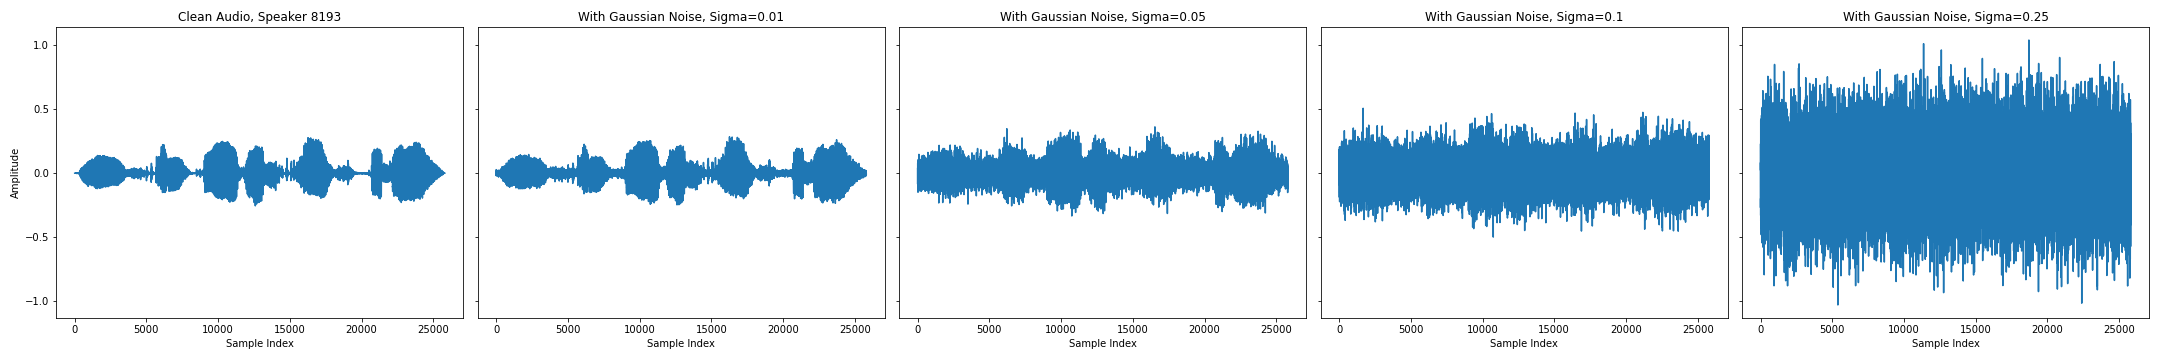 Clean Audio, Speaker 8193
With Gaussian Noise, Sigma=0.01
With Gaussian Noise, Sigma=0.05
With Gaussian Noise, Sigma=0.1
With Gaussian Noise, Sigma=0.25
Amplitude
1.0
0.5
0.0
−0.5
−1.0
0 5000 10000 15000 20000 25000
0 5000 10000 15000 20000 25000
0 5000 10000 15000 20000 25000
0 5000 10000 15000 20000 25000
0 5000 10000 15000 20000 25000
Sample Index
Sample Index
Sample Index
Sample Index
Sample Index